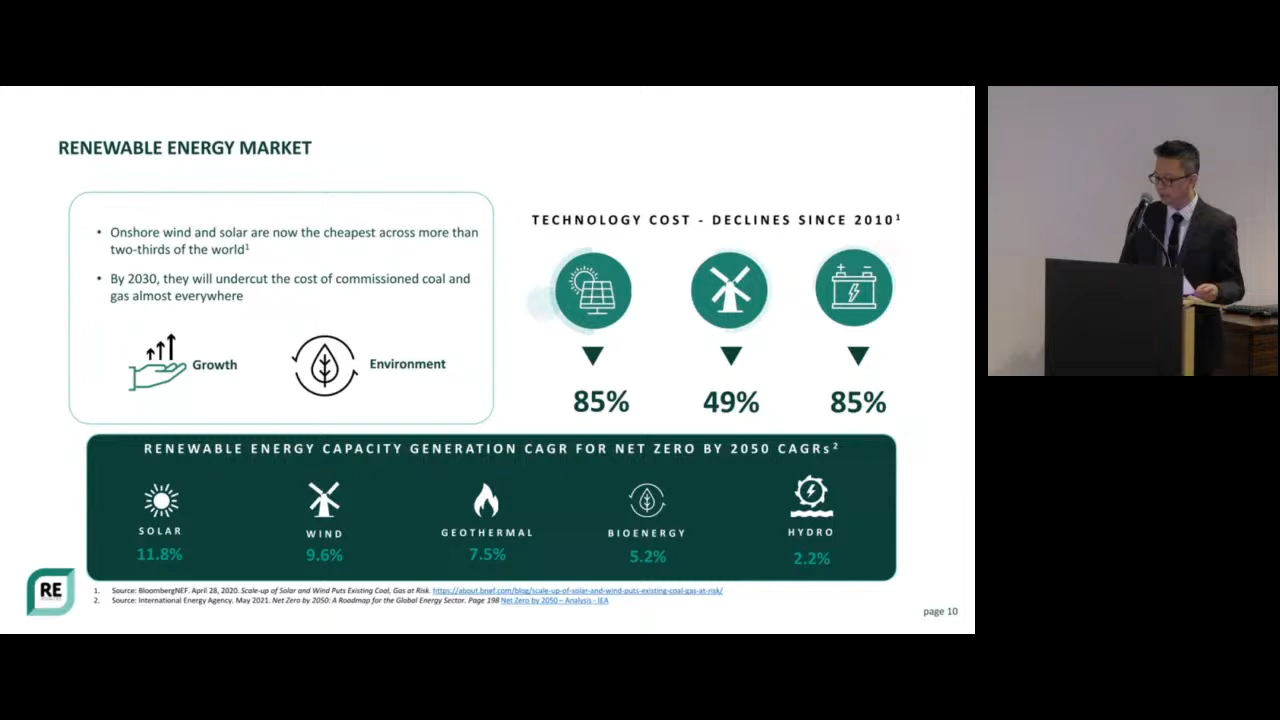 RENEWABLE ENERGY MARKET
• Onshore wind and solar are now the cheapest across more than
two-thirds of the world¹
• By 2030, they will undercut the cost of commissioned coal and
gas almost everywhere
Growth
Environment
TECHNOLOGY COST - DECLINES SINCE 2010¹
85%
49%
85%
RENEWABLE ENERGY CAPACITY GENERATION CAGR FOR NET ZERO BY 2050 CAGRs²
SOLAR
11.8%
WIND
9.6%
GEOTHERMAL
7.5%
BIOENERGY
5.2%
HYDRO
2.2%
RE
1. Source: BloombergNEF. April 28, 2020. Scale-up of Solar and Wind Puts Existing Coal, Gas at Risk. https://about.bnef.com/blog/scale-up-of-solar-and-wind-puts-existing-coal-gas-at-risk/
2. Source: International Energy Agency. May 2021. Net Zero by 2050: A Roadmap for the Global Energy Sector. Page 198 Net Zero by 2050 – Analysis - IEA
page 10